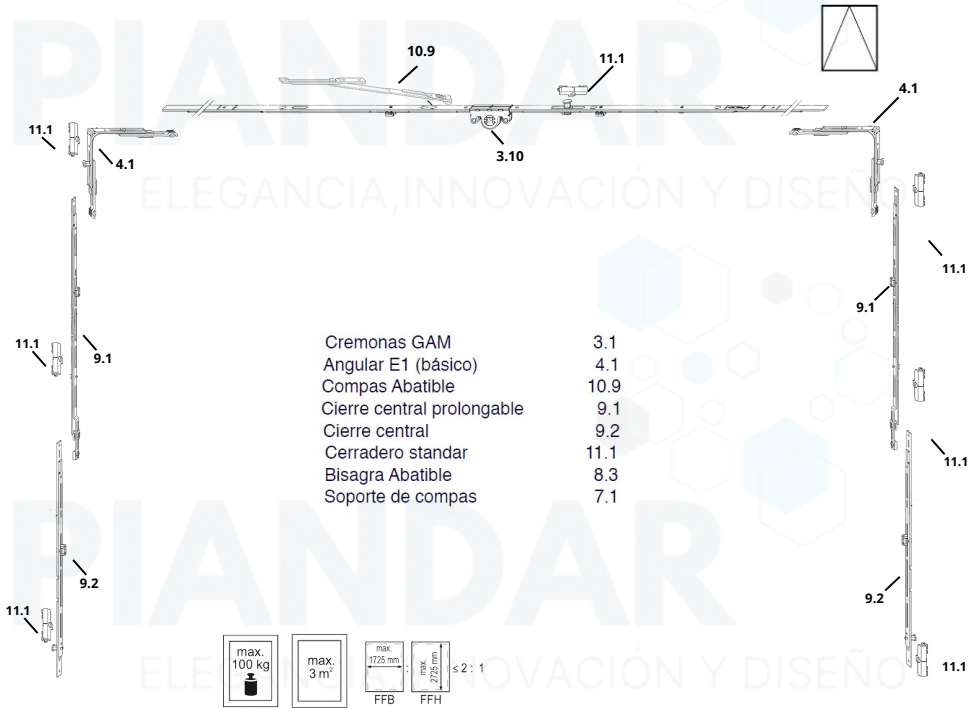 PIANDAR
ELEGANCIA, INNOVACIÓN Y DISEÑO
10.9
11.1
4.1
11.1
4.1
3.10
11.1
9.1
11.1
9.1
Cremonas GAM 3.1
Angular E1 (básico) 4.1
Compas Abatible 10.9
Cierre central prolongable 9.1
Cierre central 9.2
Cerradero standar 11.1
Bisagra Abatible 8.3
Soporte de compas 7.1
11.1
PIANDAR
9.2
9.2
11.1
ELEGANCIA, INNOVACIÓN Y DISEÑO
11.1
max.
100 kg
max.
3 m²
max.
1725 mm
FFB
:
max.
2725 mm
FFH
≤ 2 : 1